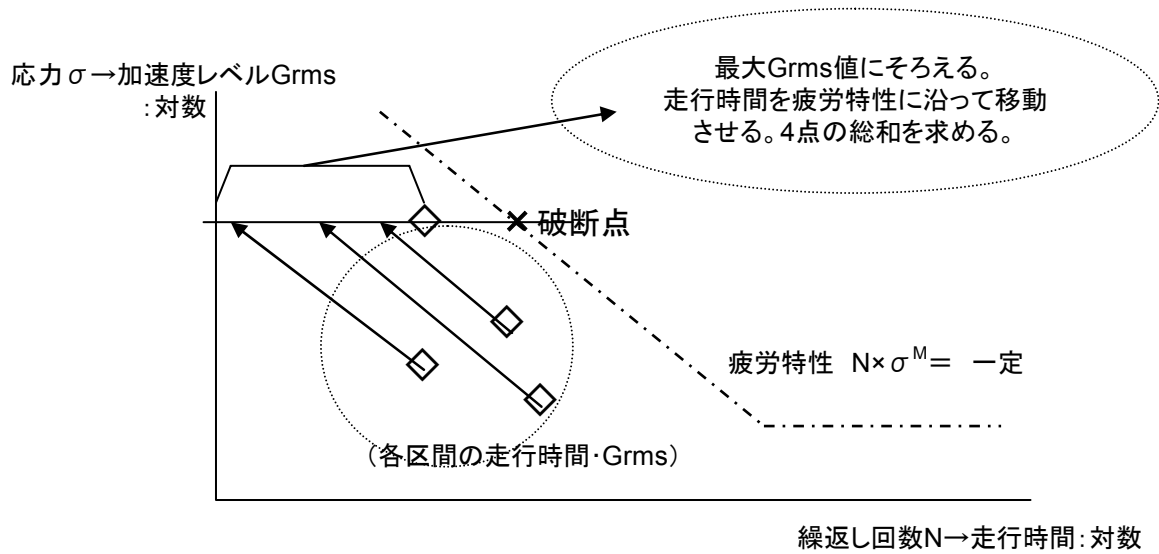 応力σ→加速度レベルGrms
:対数
最大Grms値にそろえる。
走行時間を疲労特性に沿って移動
させる。4点の総和を求める。
破断点
疲労特性 N×σM= 一定
(各区間の走行時間・Grms)
繰返し回数N→走行時間:対数